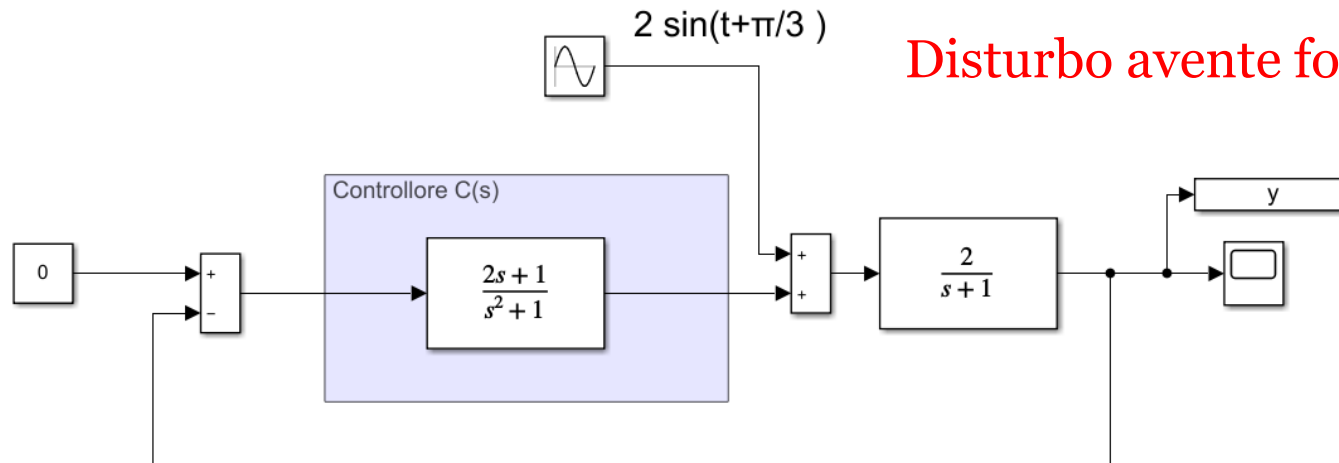 2 sin(t+π/3 )
Disturbo avente fo
Controllore C(s)
y
0
+
−
2s + 1
s² + 1
+
+
2
s + 1